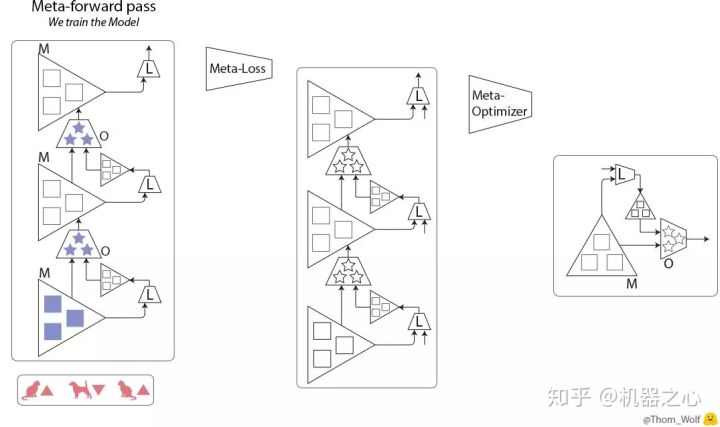 Meta-forward pass
We train the Model
M
L
O
M
L
O
M
L
Meta-Loss
L
L
L
Meta-
Optimizer
L
O
M
知乎 @机器之心
@Thom_Wolf